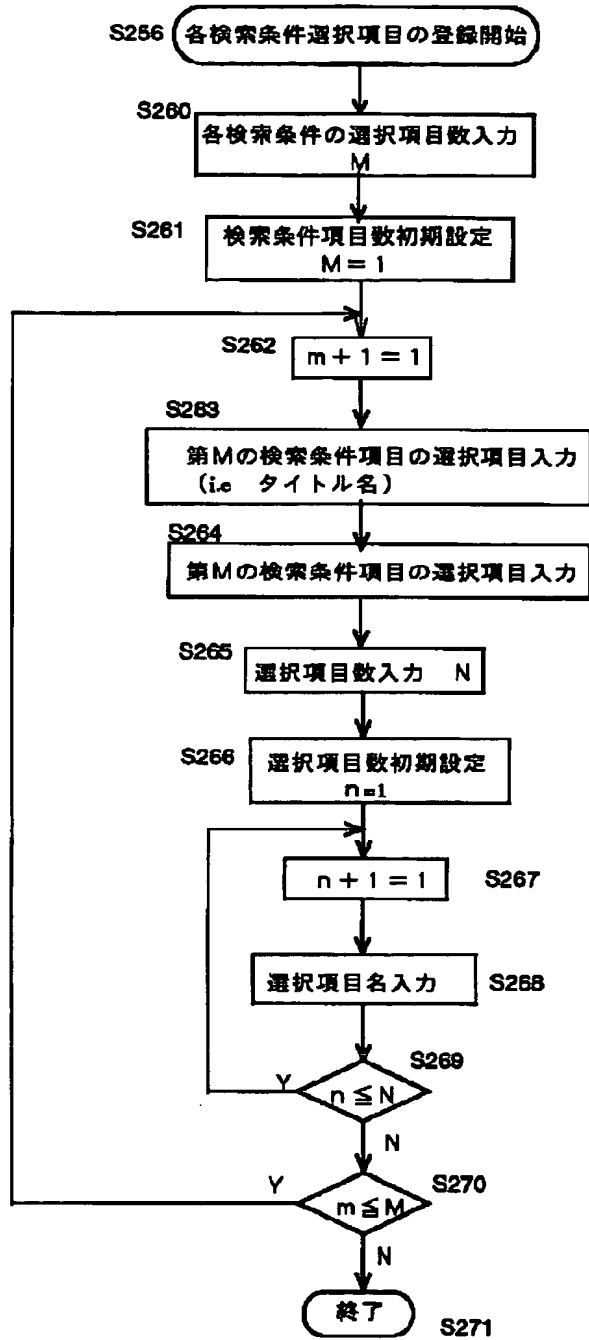 S256 各検索条件選択項目の登録開始
S260
各検索条件の選択項目数入力
M
S261
検索条件項目数初期設定
M=1
S262
m+1=1
S263
第Mの検索条件項目の選択項目入力
(i.e タイトル名)
S264
第Mの検索条件項目の選択項目入力
S265
選択項目数入力 N
S266
選択項目数初期設定
n=1
n+1=1 S267
選択項目名入力 S268
S269
Y n≦N
N
Y S270
m≦M
N
終了
S271